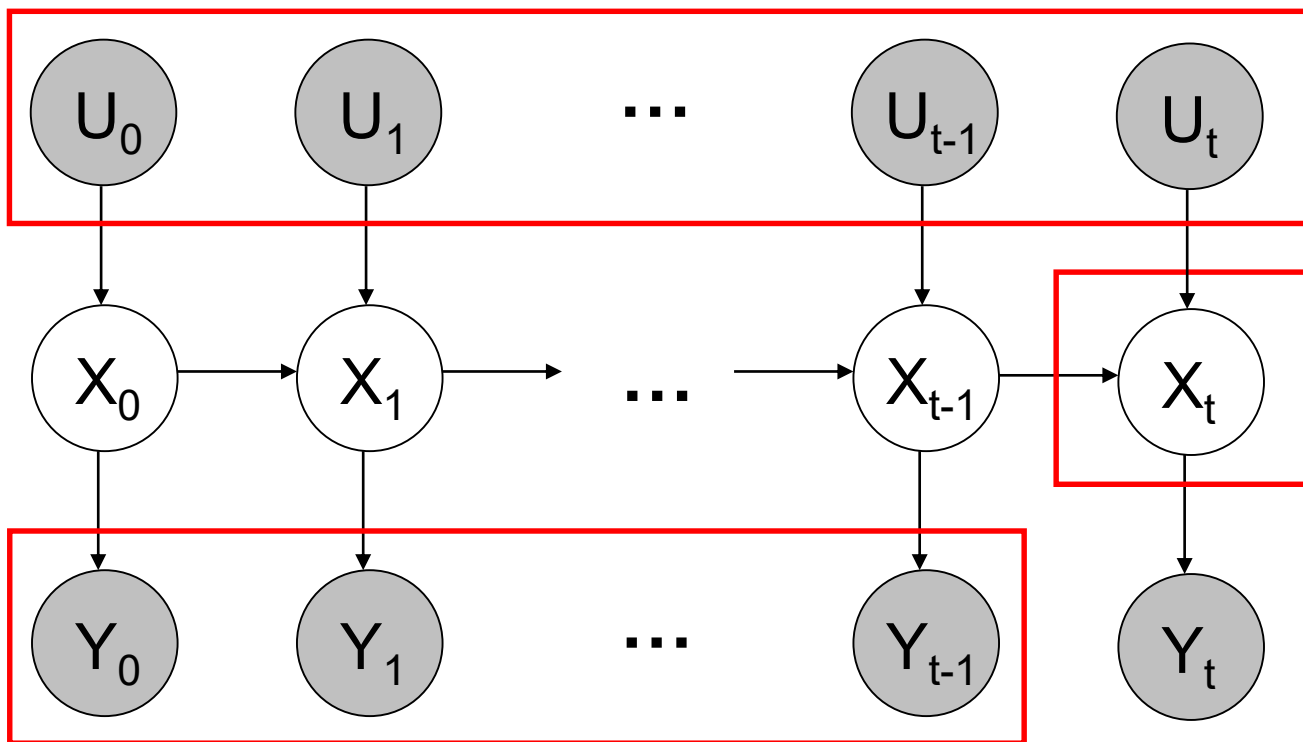 U₀ U₁ ... Uₜ₋₁ Uₜ
X₀ X₁ ... Xₜ₋₁ Xₜ
Y₀ Y₁ ... Yₜ₋₁ Yₜ